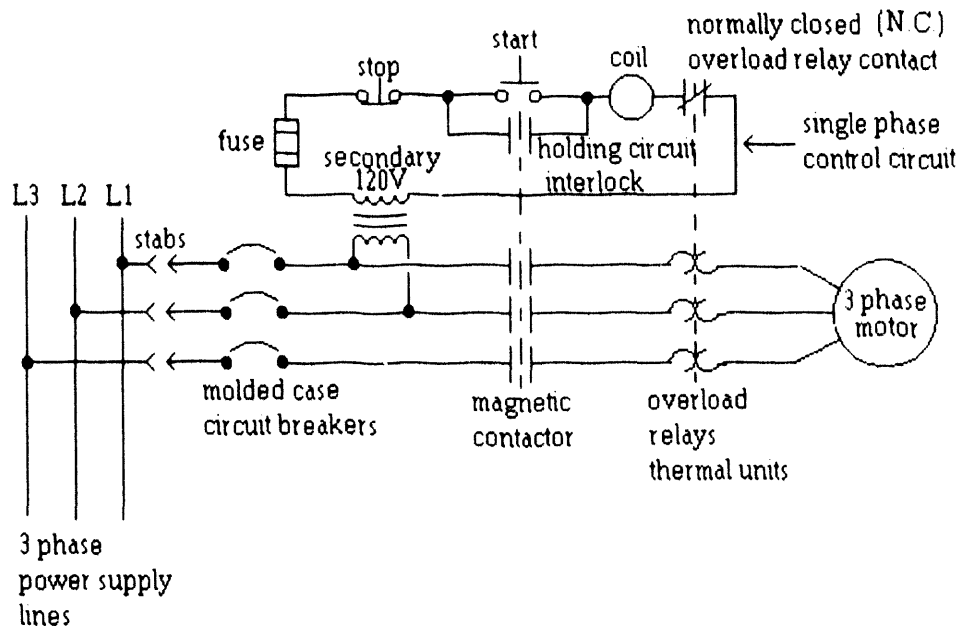 normally closed (N.C.)
overload relay contact
start
stop
coil
fuse
single phase
control circuit
secondary
120V
holding circuit
interlock
L3 L2 L1
stabs
3 phase
motor
molded case
circuit breakers
magnetic
contactor
overload
relays
thermal units
3 phase
power supply
lines